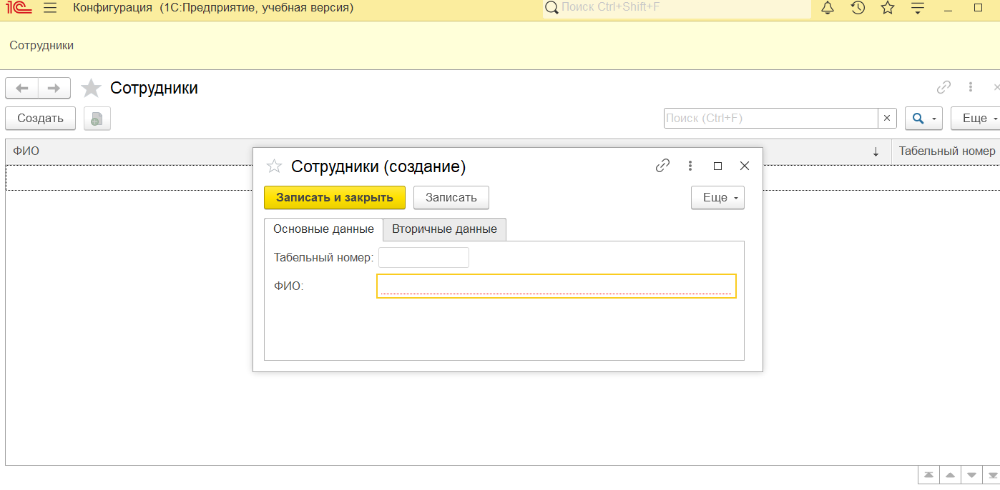 1С Конфигурация (1С:Предприятие, учебная версия) Поиск Ctrl+Shift+F
Сотрудники
Сотрудники
Создать Поиск (Ctrl+F) × Еще
ФИО ↓ Табельный номер
Сотрудники (создание)
Записать и закрыть Записать Еще
Основные данные Вторичные данные
Табельный номер:
ФИО: